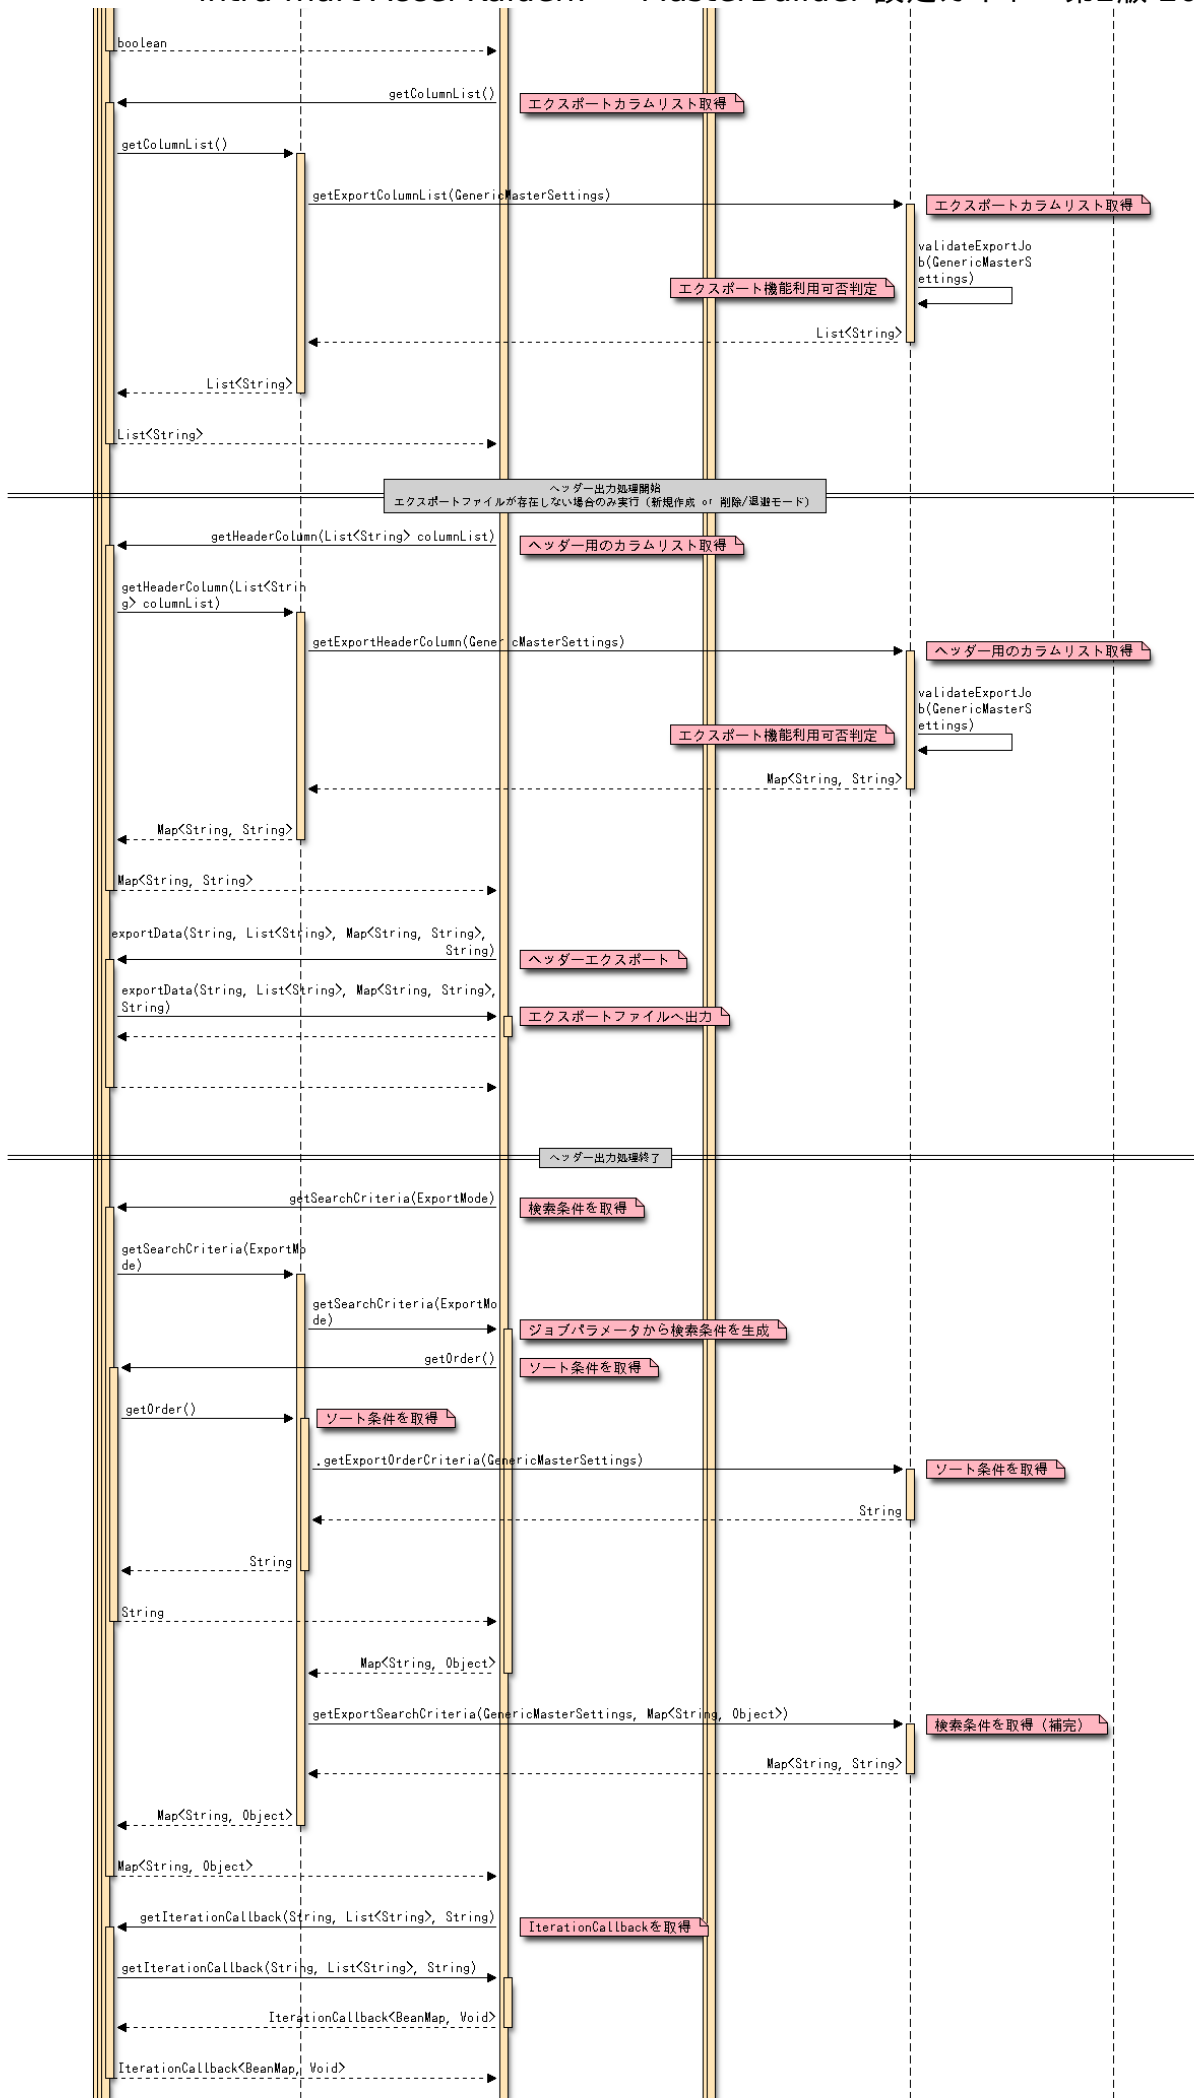 boolean
getColumnList()
エクスポートカラムリスト取得
getColumnList()
getExportColumnList(GenericMasterSettings)
エクスポートカラムリスト取得
validateExportJo
b(GenericMasterS
ettings)
エクスポート機能利用可否判定
List<String>
List<String>
List<String>
ヘッダー出力処理開始
エクスポートファイルが存在しない場合のみ実行（新規作成 or 削除/退避モード）
getHeaderColumn(List<String> columnList)
ヘッダー用のカラムリスト取得
getHeaderColumn(List<Strin
g> columnList)
getExportHeaderColumn(GenericMasterSettings)
ヘッダー用のカラムリスト取得
validateExportJo
b(GenericMasterS
ettings)
エクスポート機能利用可否判定
Map<String, String>
Map<String, String>
Map<String, String>
exportData(String, List<String>, Map<String, String>,
String)
ヘッダーエクスポート
exportData(String, List<String>, Map<String, String>,
String)
エクスポートファイルへ出力
ヘッダー出力処理終了
getSearchCriteria(ExportMode)
検索条件を取得
getSearchCriteria(ExportMo
de)
getSearchCriteria(ExportMo
de)
ジョブパラメータから検索条件を生成
getOrder()
ソート条件を取得
getOrder()
ソート条件を取得
.getExportOrderCriteria(GenericMasterSettings)
ソート条件を取得
String
String
String
Map<String, Object>
getExportSearchCriteria(GenericMasterSettings, Map<String, Object>)
検索条件を取得（補完）
Map<String, String>
Map<String, Object>
Map<String, Object>
getIterationCallback(String, List<String>, String)
IterationCallbackを取得
getIterationCallback(String, List<String>, String)
IterationCallback<BeanMap, Void>
IterationCallback<BeanMap, Void>